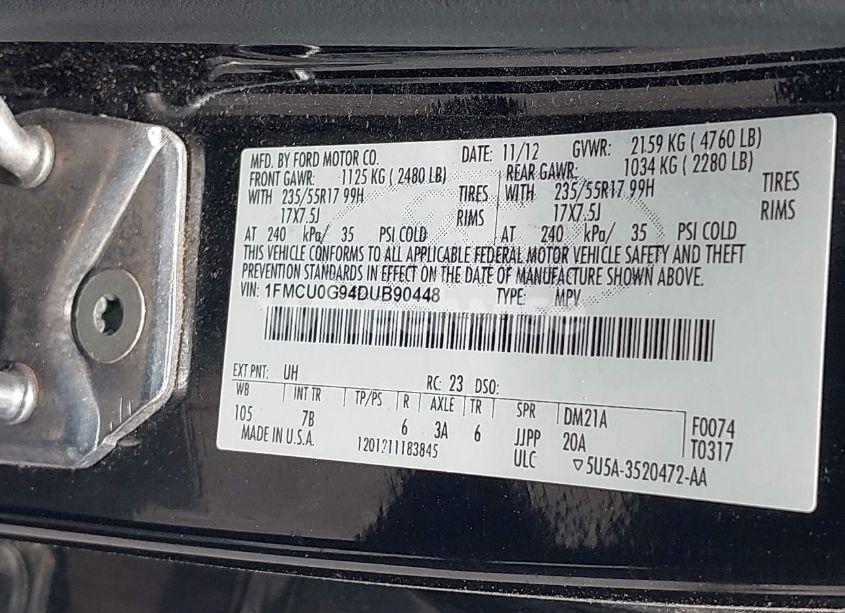 MFD. BY FORD MOTOR CO. DATE: 11/12 GVWR: 2159 KG ( 4760 LB)
FRONT GAWR: 1125 KG ( 2480 LB) REAR GAWR: 1034 KG ( 2280 LB)
WITH 235/55R17 99H TIRES WITH 235/55R17 99H TIRES
17X7.5J RIMS 17X7.5J RIMS
AT 240 kPa/ 35 PSI COLD AT 240 kPa/ 35 PSI COLD
THIS VEHICLE CONFORMS TO ALL APPLICABLE FEDERAL MOTOR VEHICLE SAFETY AND THEFT
PREVENTION STANDARDS IN EFFECT ON THE DATE OF MANUFACTURE SHOWN ABOVE.
VIN: 1FMCU0G94DUB90448 TYPE: MPV
EXT PNT: UH RC: 23 DSO:
WB INT TR TP/PS R AXLE TR SPR DM21A F0074
105 7B 6 3A 6 JJPP 20A T0317
MADE IN U.S.A. 1201211183845 ULC 5U5A-3520472-AA